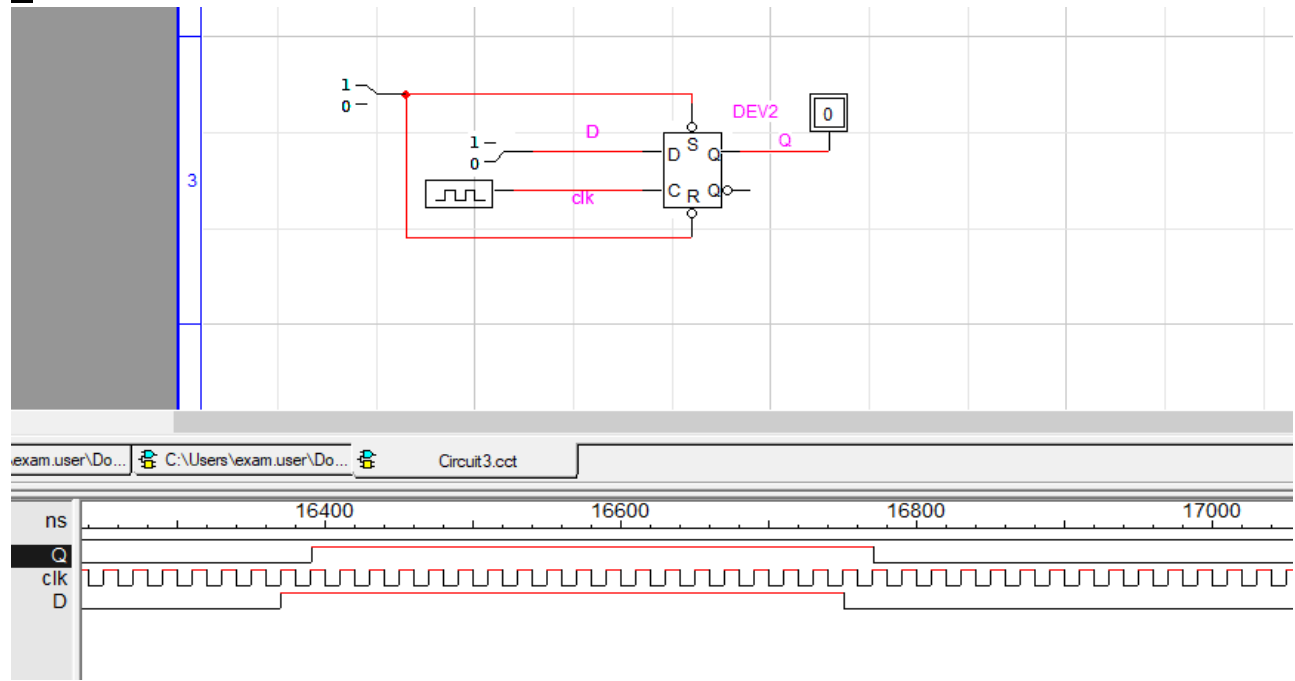 1
0
DEV2
0
D
S
Q
1
0
D
Q
3
clk
C
R
Q
exam.user\Do...
C:\Users\exam.user\Do...
Circuit3.cct
ns
16400
16600
16800
17000
Q
clk
D